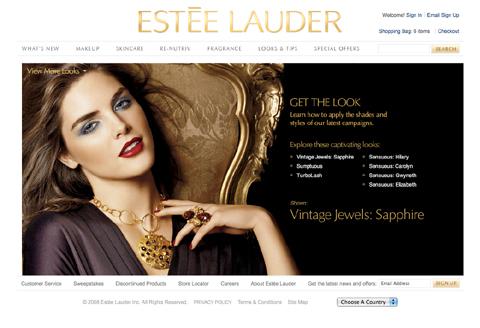 ESTĒE LAUDER
Welcome! Sign In | Email Sign Up
Shopping Bag: 9 items | Checkout
WHAT'S NEW MAKEUP SKINCARE RE-NUTRIV FRAGRANCE LOOKS & TIPS SPECIAL OFFERS SEARCH
View More Looks
GET THE LOOK
Learn how to apply the shades and
styles of our latest campaigns.
Explore these captivating looks:
Vintage Jewels: Sapphire Sensuous: Hilary
Sumptuous Sensuous: Carolyn
TurboLash Sensuous: Gwyneth
Sensuous: Elizabeth
Shown:
Vintage Jewels: Sapphire
Customer Service Sweepstakes Discontinued Products Store Locator Careers About Estée Lauder Get the latest news and offers. Email Address SIGN UP
© 2008 Estée Lauder Inc. All Rights Reserved. PRIVACY POLICY Terms & Conditions Site Map Choose A Country